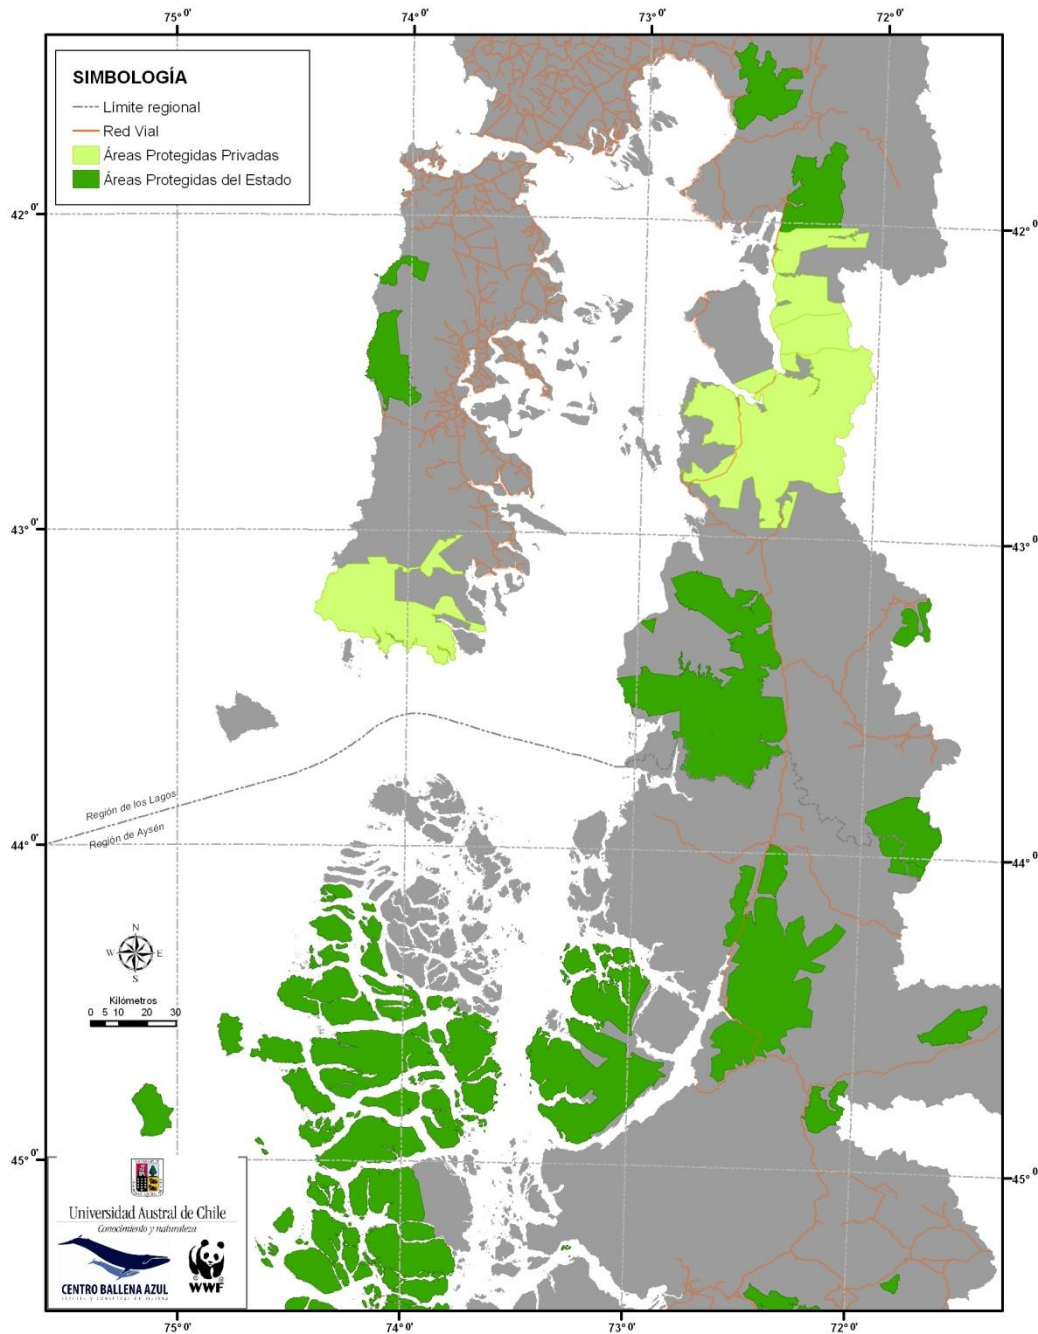 75°0' 74°0' 73°0' 72°0'
SIMBOLOGÍA
Límite regional
Red Vial
Áreas Protegidas Privadas
Áreas Protegidas del Estado
42°0' 42°0'
43°0' 43°0'
Región de los Lagos
Región de Aysén
44°0' 44°0'
N
W E
S
Kilómetros
0 5 10 20 30
45°0' 45°0'
Universidad Austral de Chile
Conocimiento y naturaleza
CENTRO BALLENA AZUL
WWF
75°0' 74°0' 73°0' 72°0'